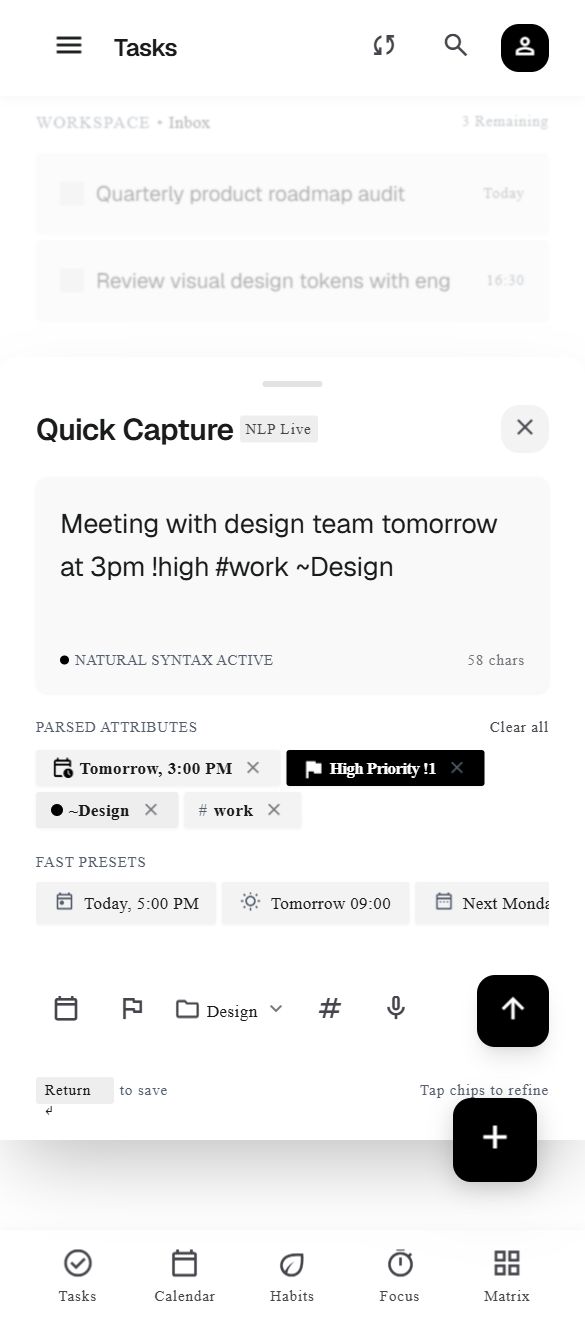 Tasks
WORKSPACE • Inbox 3 Remaining
Quarterly product roadmap audit Today
Review visual design tokens with eng 16:30
Quick Capture NLP Live
Meeting with design team tomorrow
at 3pm !high #work ~Design
NATURAL SYNTAX ACTIVE 58 chars
PARSED ATTRIBUTES Clear all
Tomorrow, 3:00 PM High Priority !1
~Design # work
FAST PRESETS
Today, 5:00 PM Tomorrow 09:00 Next Monda
Design #
Return ↲ to save Tap chips to refine
Tasks Calendar Habits Focus Matrix